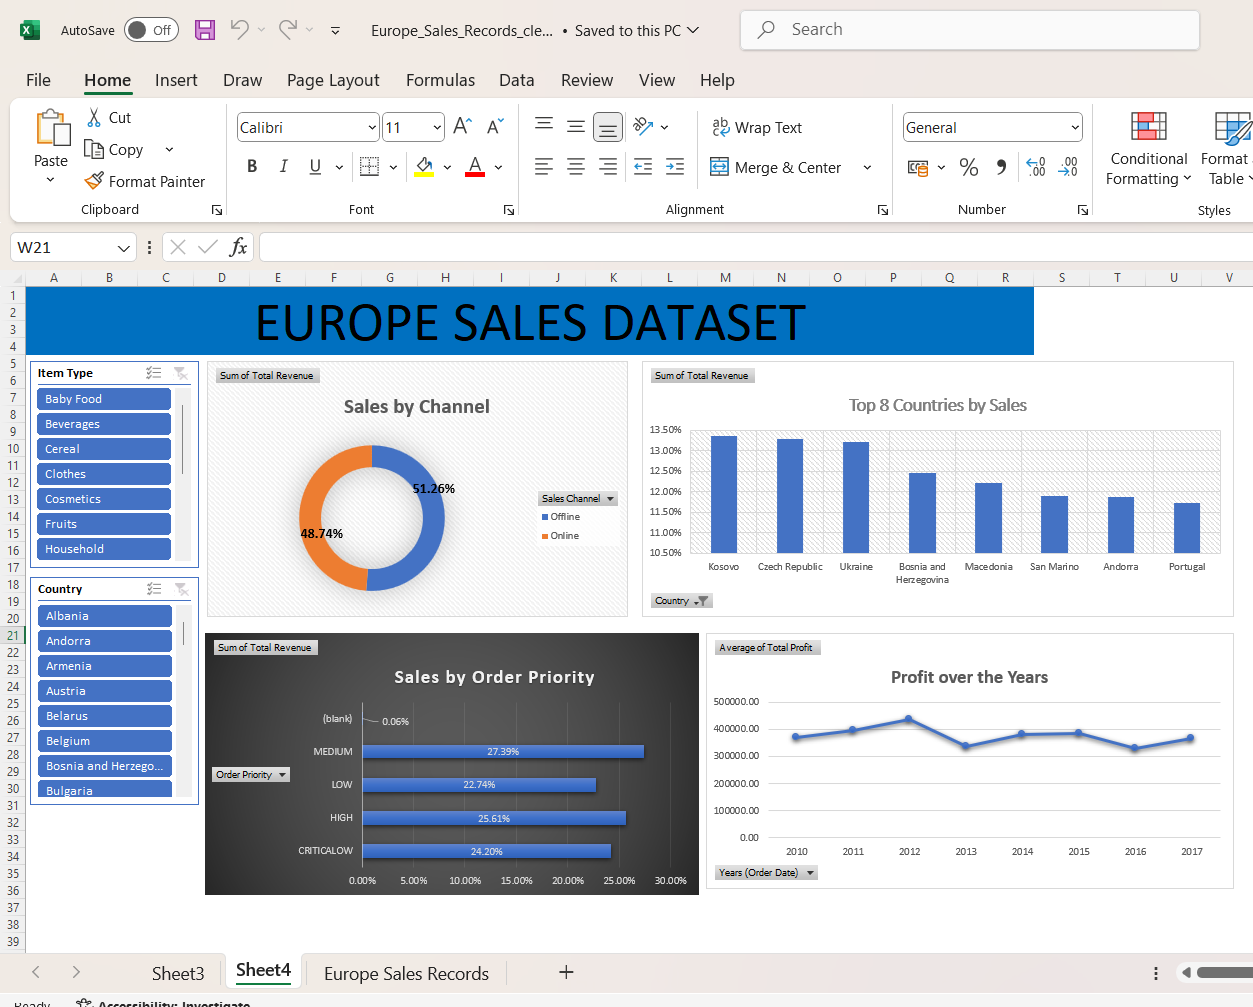 AutoSave Off Europe_Sales_Records_cle... • Saved to this PC Search
File Home Insert Draw Page Layout Formulas Data Review View Help
Paste
Cut
Copy
Format Painter
Clipboard
Calibri 11
B I U A
Font
Wrap Text
Merge & Center
Alignment
General
Number
Conditional Formatting
Format
Table
Styles
W21 fx
A B C D E F G H I J K L M N O P Q R S T U V
1
2
3
4
5
6
7
8
9
10
11
12
13
14
15
16
17
18
19
20
21
22
23
24
25
26
27
28
29
30
31
32
33
34
35
36
37
38
39
EUROPE SALES DATASET
Item Type
Baby Food
Beverages
Cereal
Clothes
Cosmetics
Fruits
Household
Country
Albania
Andorra
Armenia
Austria
Belarus
Belgium
Bosnia and Herzego...
Bulgaria
Sum of Total Revenue
Sales by Channel
51.26%
48.74%
Sales Channel
Offline
Online
Sum of Total Revenue
Top 8 Countries by Sales
13.50%
13.00%
12.50%
12.00%
11.50%
11.00%
10.50%
Kosovo Czech Republic Ukraine Bosnia and Herzegovina Macedonia San Marino Andorra Portugal
Country
Sum of Total Revenue
Sales by Order Priority
(blank) 0.06%
MEDIUM 27.39%
Order Priority
LOW 22.74%
HIGH 25.61%
CRITICALOW 24.20%
0.00% 5.00% 10.00% 15.00% 20.00% 25.00% 30.00%
Average of Total Profit
Profit over the Years
500000.00
400000.00
300000.00
200000.00
100000.00
0.00
2010 2011 2012 2013 2014 2015 2016 2017
Years (Order Date)
Sheet3 Sheet4 Europe Sales Records
Ready Accessibility: Investigate